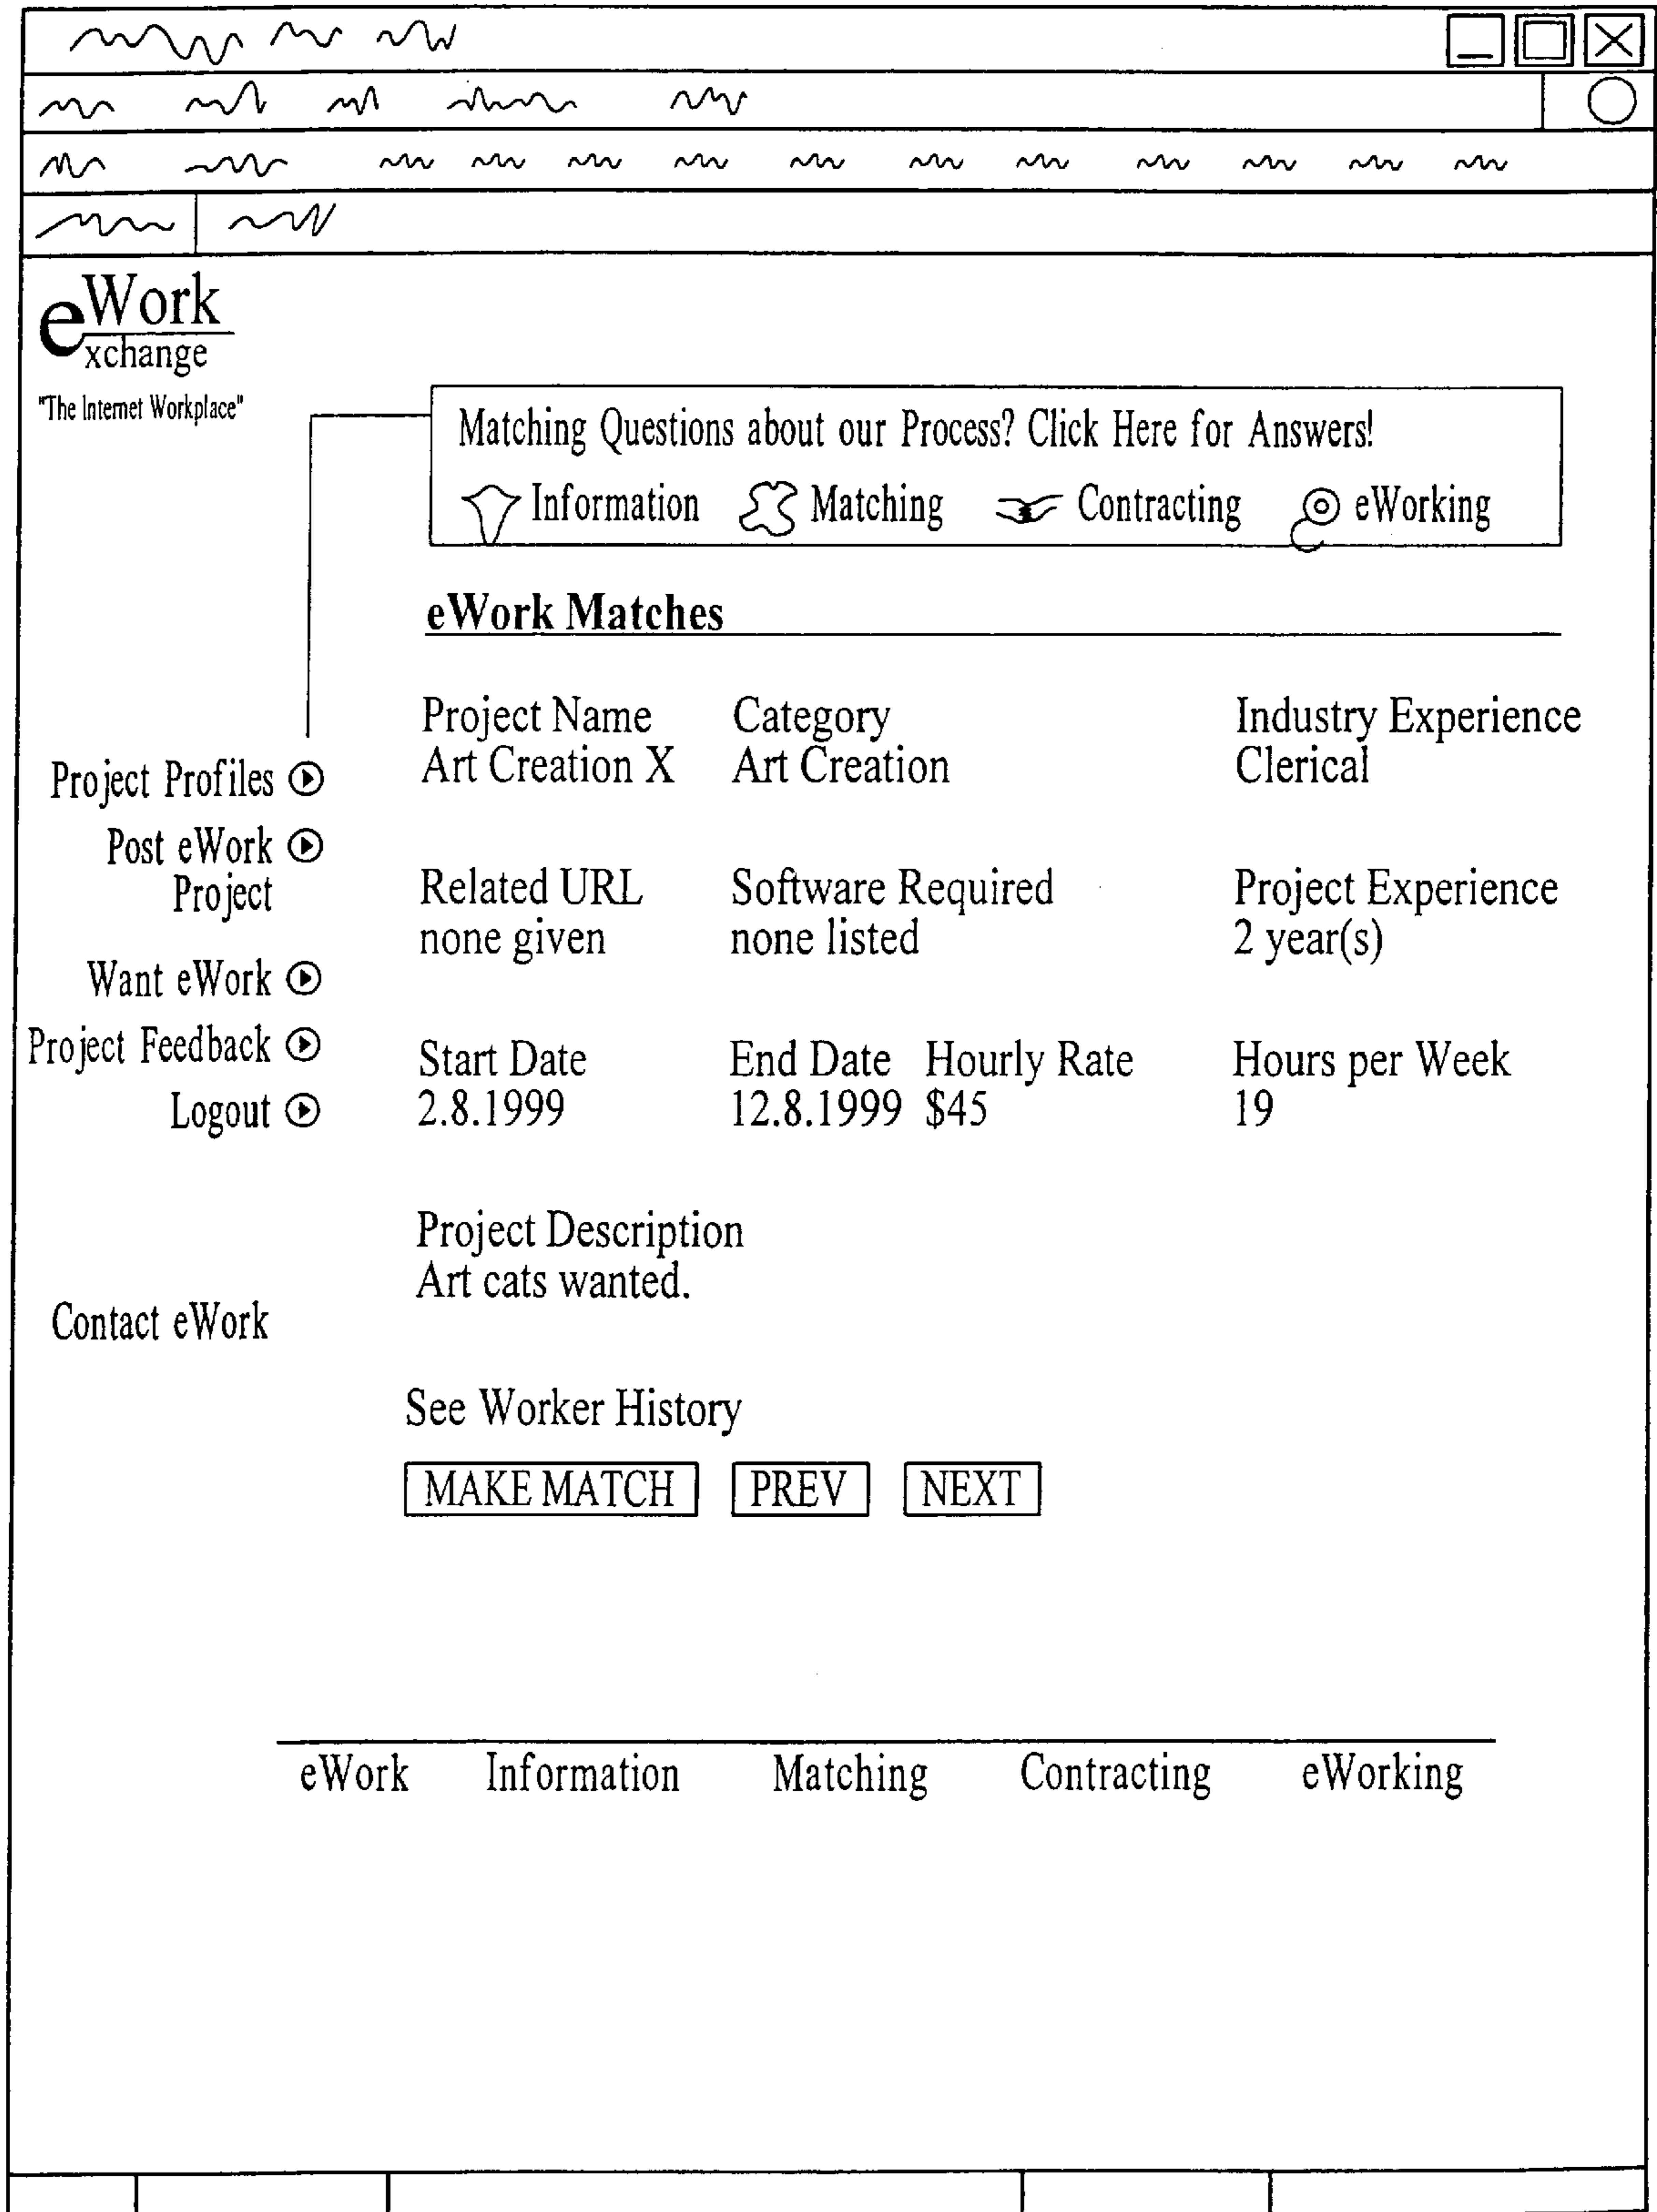 eWork
xchange
"The Internet Workplace"
Matching Questions about our Process? Click Here for Answers!
Information Matching Contracting eWorking
eWork Matches
Project Name Category Industry Experience
Art Creation X Art Creation Clerical
Project Profiles
Post eWork
Project
Want eWork
Project Feedback
Logout
Contact eWork
Related URL Software Required Project Experience
none given none listed 2 year(s)
Start Date End Date Hourly Rate Hours per Week
2.8.1999 12.8.1999 $45 19
Project Description
Art cats wanted.
See Worker History
MAKE MATCH PREV NEXT
eWork Information Matching Contracting eWorking